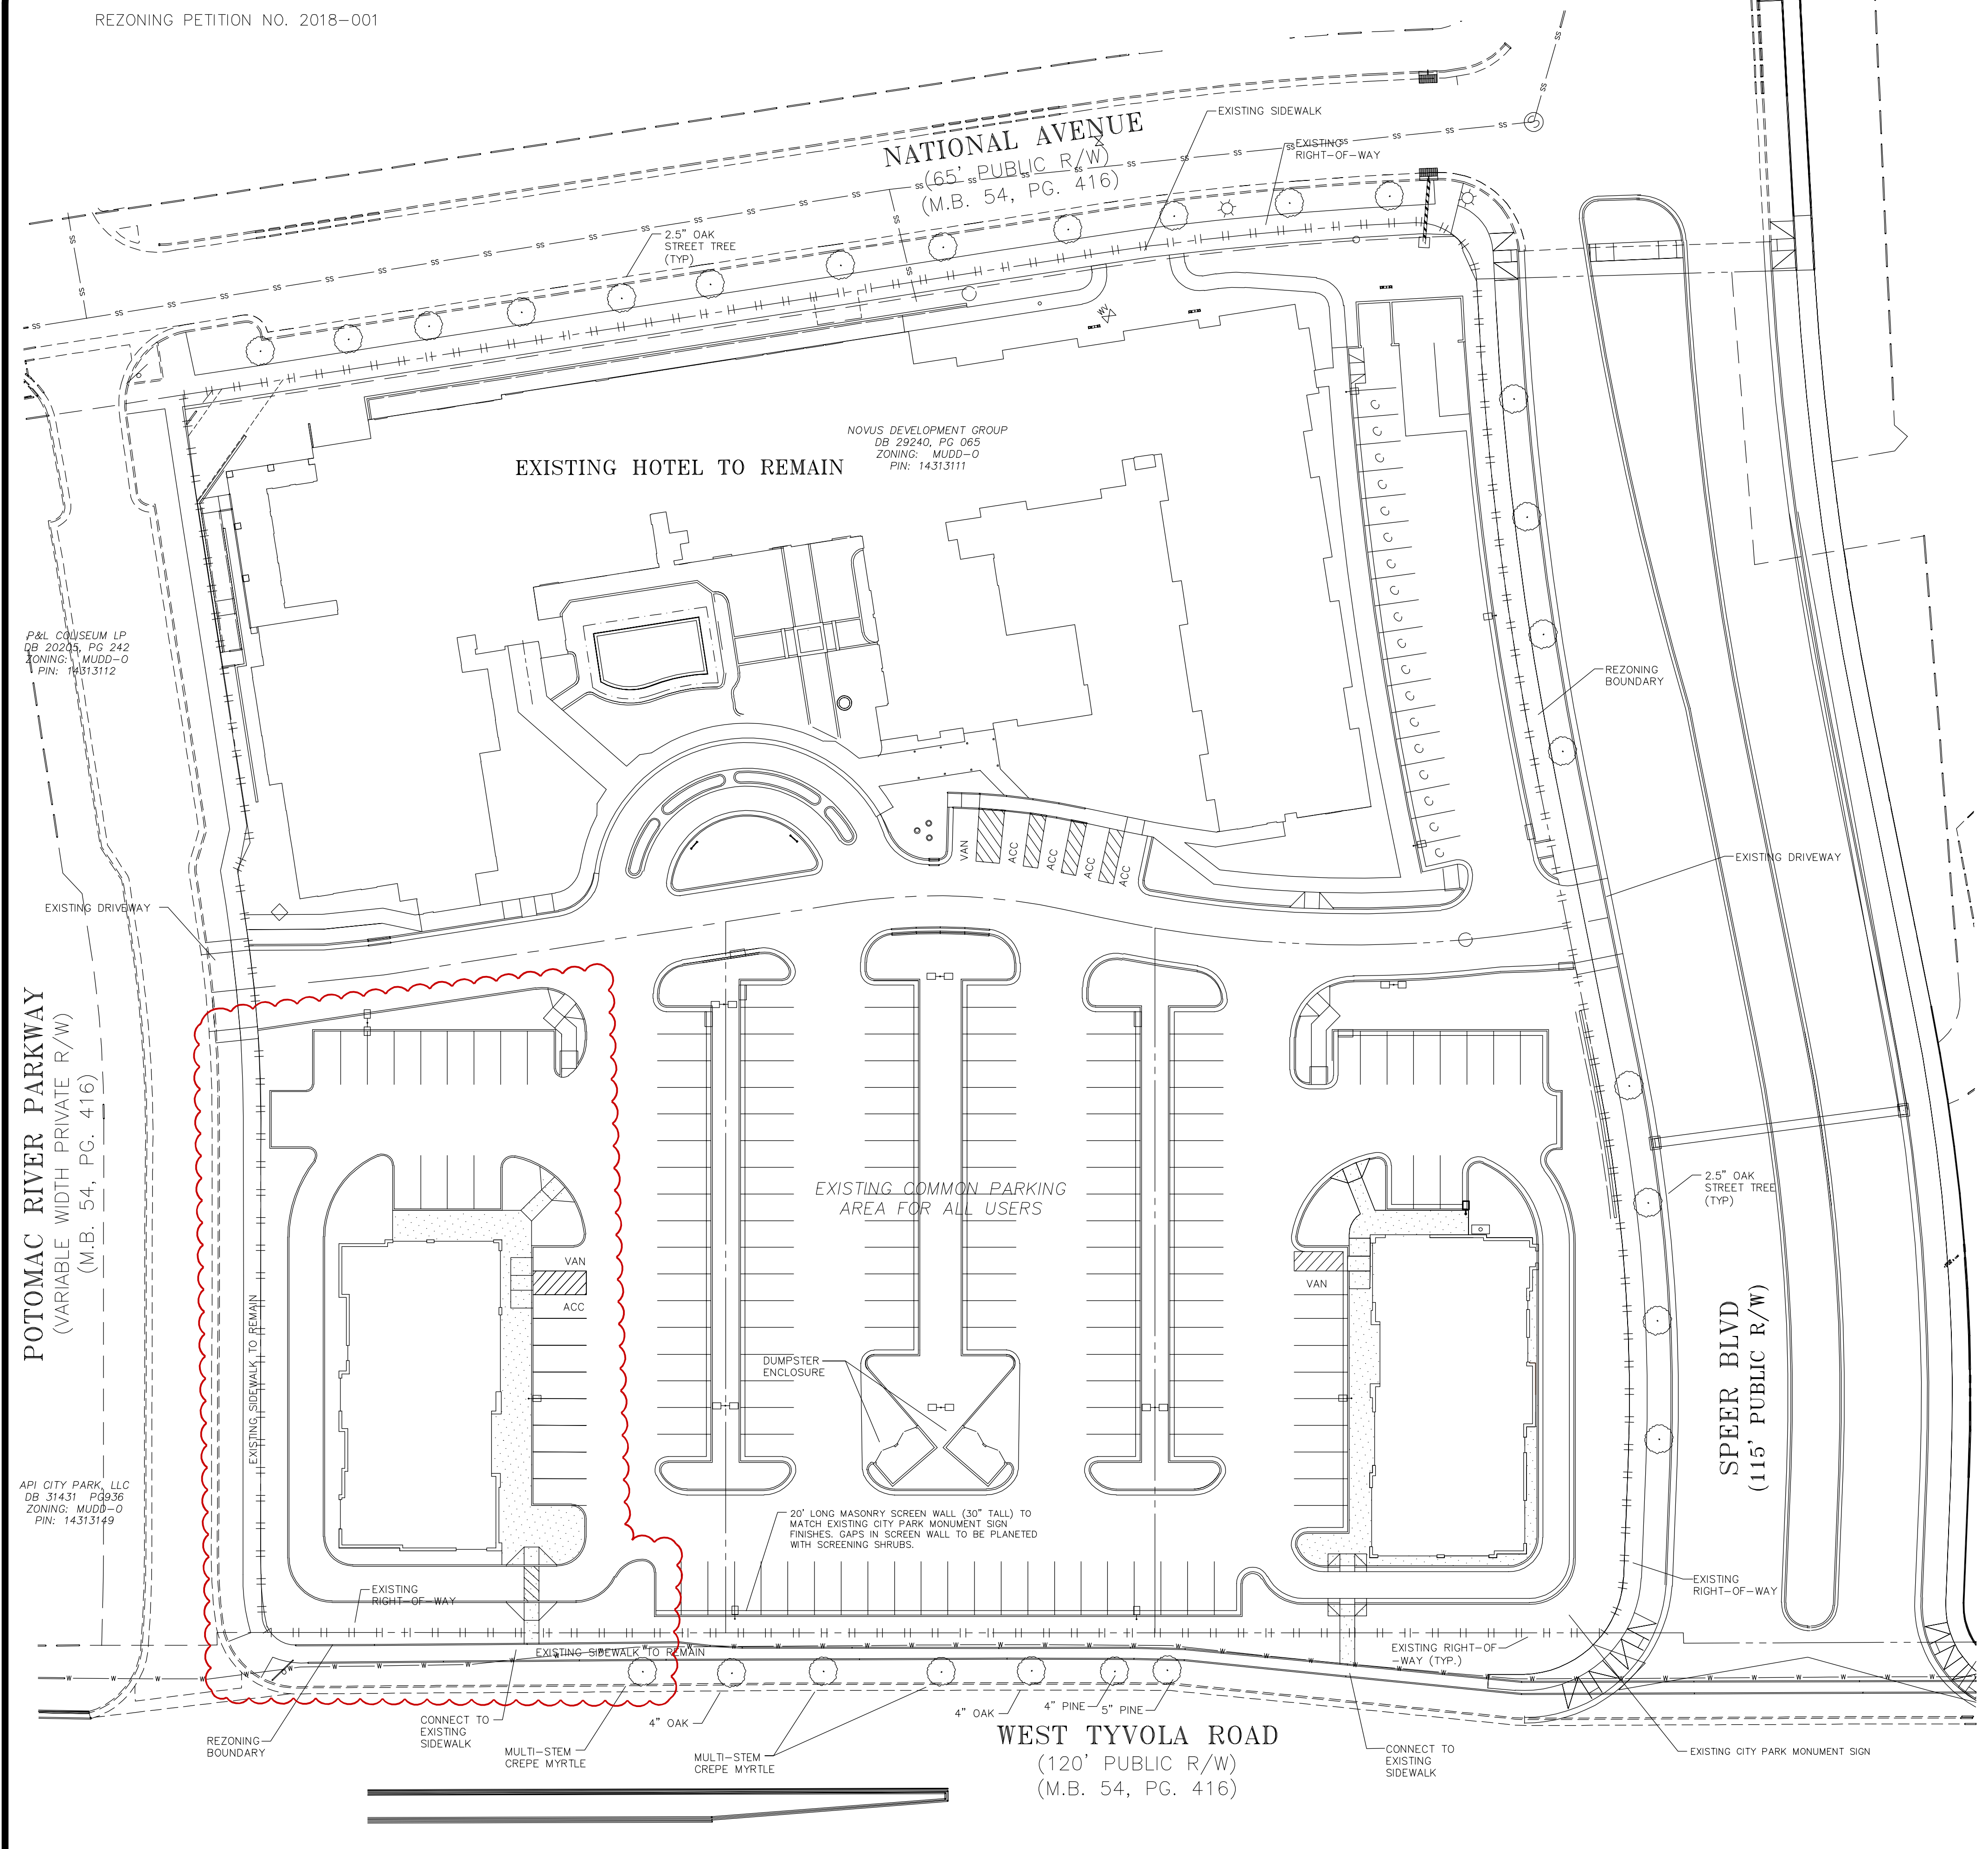 REZONING PETITION NO. 2018-001
NATIONAL AVENUE
(65' PUBLIC R/W)
(M.B. 54, PG. 416)
EXISTING SIDEWALK
EXISTING
RIGHT-OF-WAY
2.5" OAK
STREET TREE
(TYP)
WV
NOVUS DEVELOPMENT GROUP
DB 29240, PG 065
ZONING: MUDD-O
PIN: 14313111
EXISTING HOTEL TO REMAIN
P&L COLISEUM LP
DB 20205, PG 242
ZONING: MUDD-O
PIN: 14313112
REZONING
BOUNDARY
EXISTING DRIVEWAY
EXISTING DRIVEWAY
VAN
ACC
ACC
ACC
ACC
POTOMAC RIVER PARKWAY
(VARIABLE WIDTH PRIVATE R/W)
(M.B. 54, PG. 416)
EXISTING COMMON PARKING
AREA FOR ALL USERS
2.5" OAK
STREET TREE
(TYP)
VAN
ACC
VAN
EXISTING SIDEWALK TO REMAIN
DUMPSTER
ENCLOSURE
SPEER BLVD
(115' PUBLIC R/W)
API CITY PARK, LLC
DB 31431 PG936
ZONING: MUDD-O
PIN: 14313149
20' LONG MASONRY SCREEN WALL (30" TALL) TO
MATCH EXISTING CITY PARK MONUMENT SIGN
FINISHES. GAPS IN SCREEN WALL TO BE PLANETED
WITH SCREENING SHRUBS.
EXISTING
RIGHT-OF-WAY
EXISTING
RIGHT-OF-WAY
EXISTING SIDEWALK TO REMAIN
EXISTING RIGHT-OF
-WAY (TYP.)
REZONING
BOUNDARY
CONNECT TO
EXISTING
SIDEWALK
MULTI-STEM
CREPE MYRTLE
4" OAK
MULTI-STEM
CREPE MYRTLE
4" OAK
4" PINE
5" PINE
WEST TYVOLA ROAD
(120' PUBLIC R/W)
(M.B. 54, PG. 416)
CONNECT TO
EXISTING
SIDEWALK
EXISTING CITY PARK MONUMENT SIGN